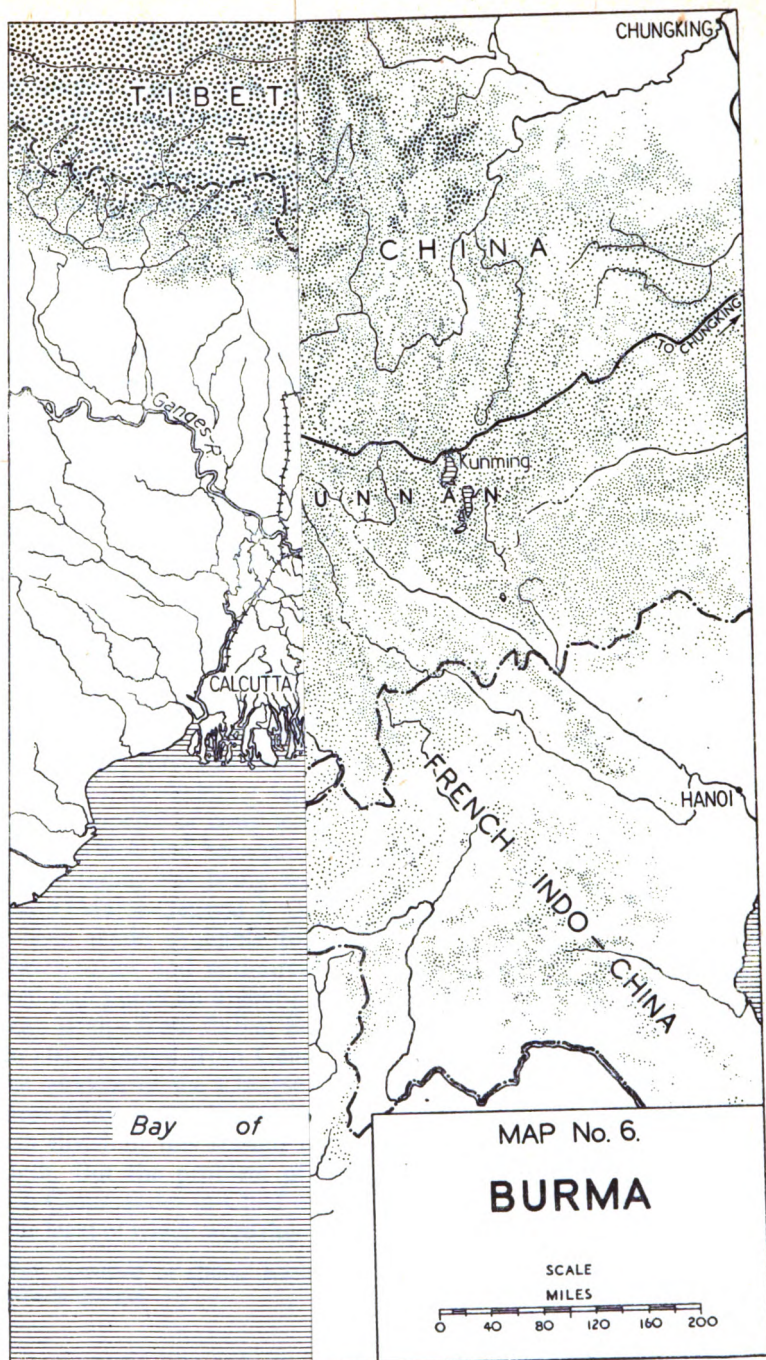 CHUNGKING
TIBET
CHINA
TO CHUNGKING
Ganges R.
Kunming
UNNAN
CALCUTTA
FRENCH INDO-CHINA
HANOI
Bay of
MAP No. 6.
BURMA
SCALE
MILES
0 40 80 120 160 200